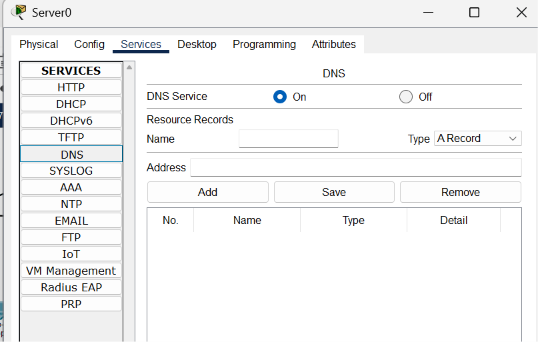 Server0
Physical Config Services Desktop Programming Attributes
SERVICES
HTTP
DHCP
DHCPv6
TFTP
DNS
SYSLOG
AAA
NTP
EMAIL
FTP
IoT
VM Management
Radius EAP
PRP
DNS
DNS Service On Off
Resource Records
Name Type A Record
Address
Add Save Remove
No. Name Type Detail